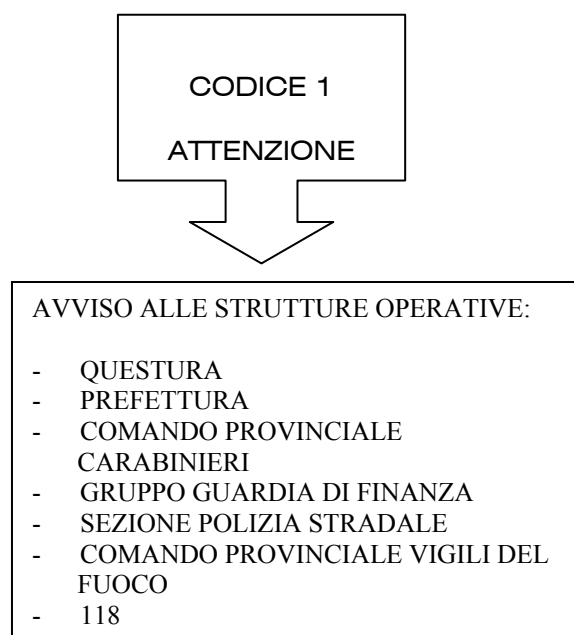 CODICE 1
ATTENZIONE
AVVISO ALLE STRUTTURE OPERATIVE:
- QUESTURA
- PREFETTURA
- COMANDO PROVINCIALE
CARABINIERI
- GRUPPO GUARDIA DI FINANZA
- SEZIONE POLIZIA STRADALE
- COMANDO PROVINCIALE VIGILI DEL
FUOCO
- 118